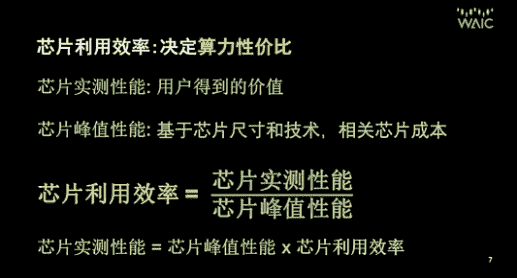 WAIC
芯片利用效率:决定算力性价比
芯片实测性能: 用户得到的价值
芯片峰值性能: 基于芯片尺寸和技术, 相关芯片成本
芯片利用效率 = 芯片实测性能
芯片峰值性能
芯片实测性能 = 芯片峰值性能 x 芯片利用效率
7